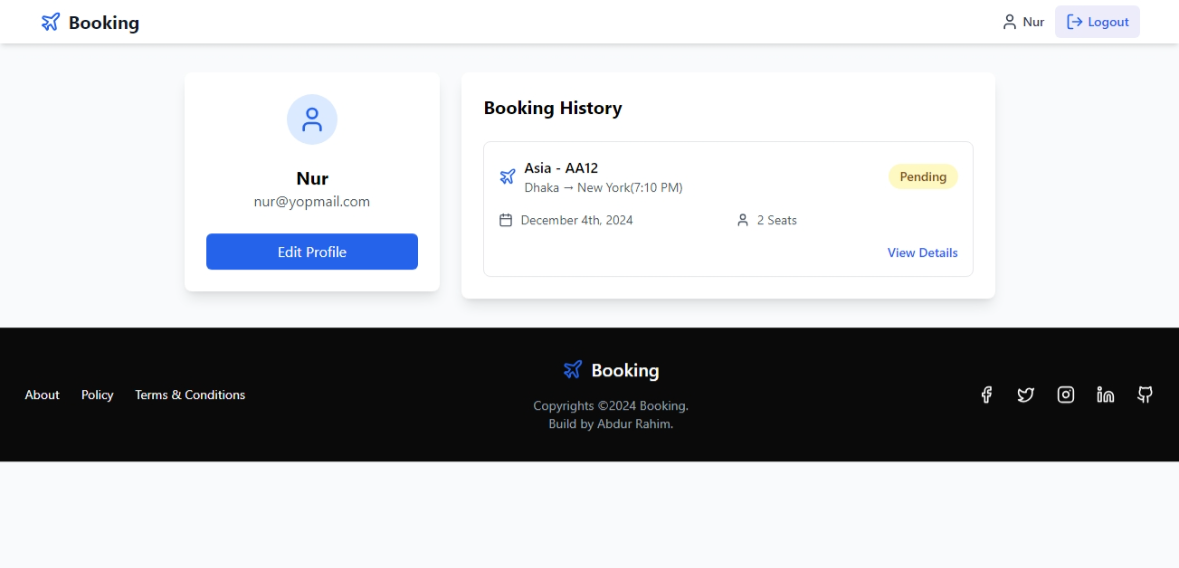 Booking
Nur
Logout
Nur
nur@yopmail.com
Edit Profile
Booking History
Asia - AA12
Dhaka → New York(7:10 PM)
Pending
December 4th, 2024
2 Seats
View Details
About
Policy
Terms & Conditions
Booking
Copyrights ©2024 Booking.
Build by Abdur Rahim.